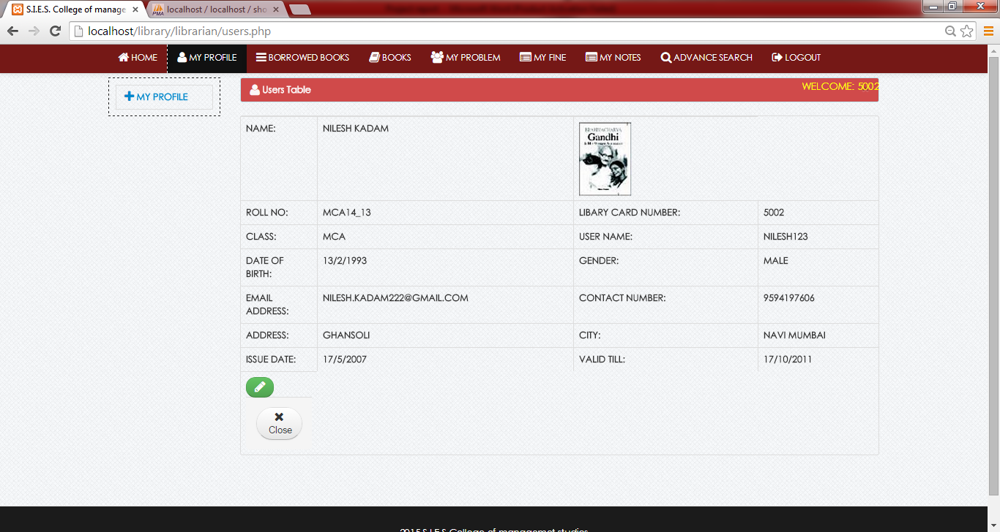 S.I.E.S. College of manage
localhost / localhost / sho
localhost/library/librarian/users.php
HOME MY PROFILE BORROWED BOOKS BOOKS MY PROBLEM MY FINE MY NOTES ADVANCE SEARCH LOGOUT
MY PROFILE
Users Table
WELCOME: 5002
NAME: NILESH KADAM
Gandhi
ROLL NO: MCA14_13 LIBARY CARD NUMBER: 5002
CLASS: MCA USER NAME: NILESH123
DATE OF
BIRTH: 13/2/1993 GENDER: MALE
EMAIL
ADDRESS: NILESH.KADAM222@GMAIL.COM CONTACT NUMBER: 9594197606
ADDRESS: GHANSOLI CITY: NAVI MUMBAI
ISSUE DATE: 17/5/2007 VALID TILL: 17/10/2011
Close
2015 S.I.E.S College of managemet studies